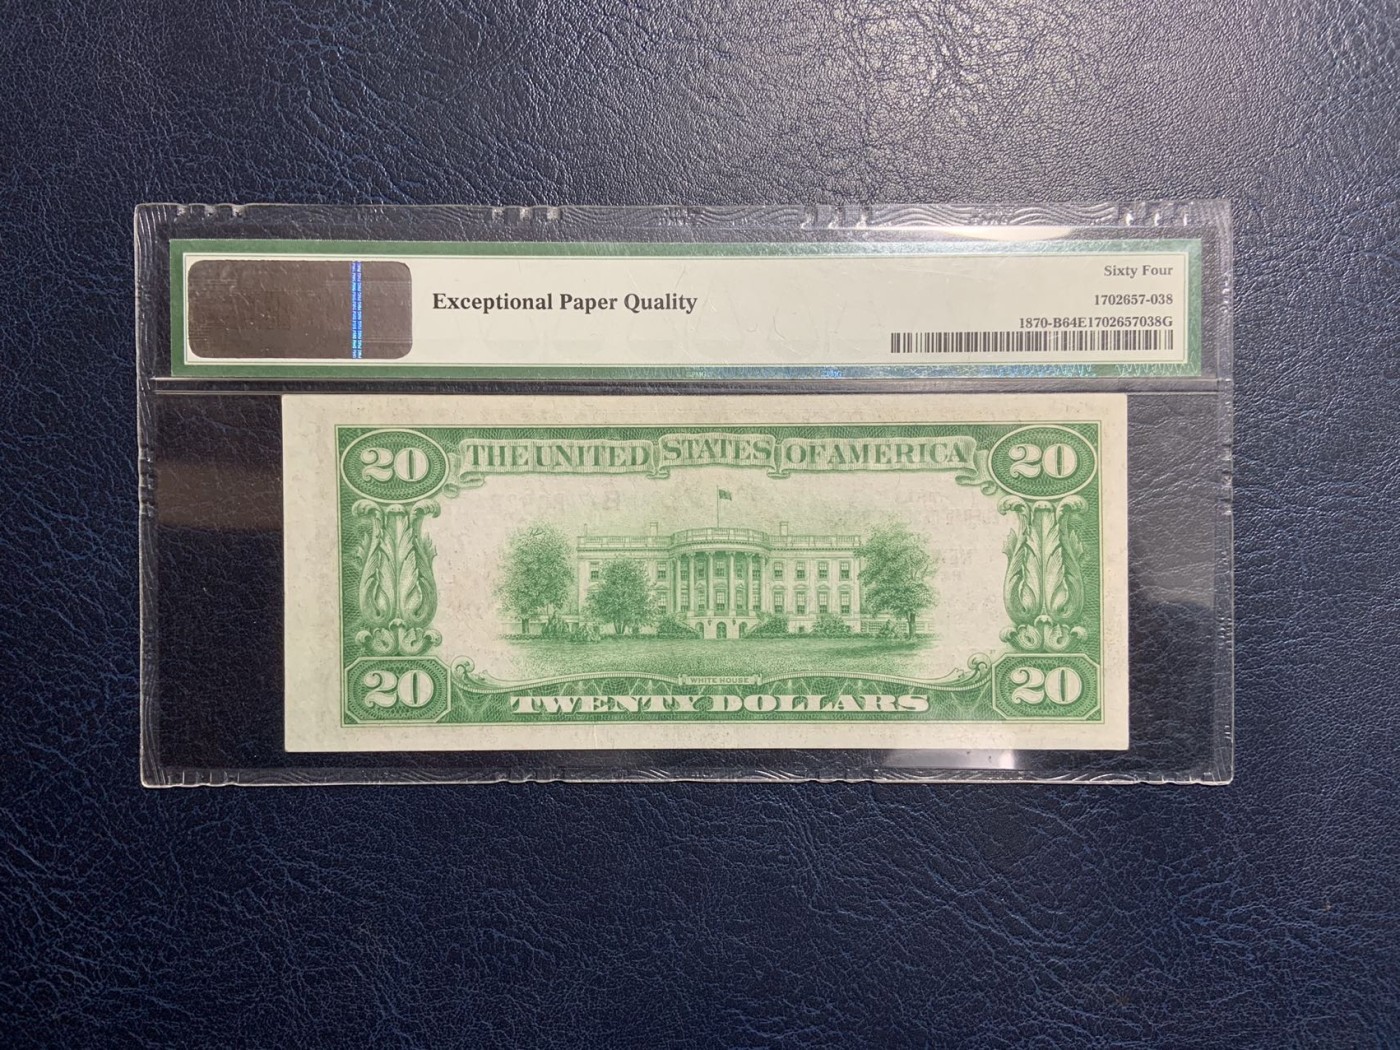 Sixty Four
Exceptional Paper Quality
1702657-038
1870-B64E1702657038G
20 THE UNITED STATES OF AMERICA 20
WHITE HOUSE
20 TWENTY DOLLARS 20